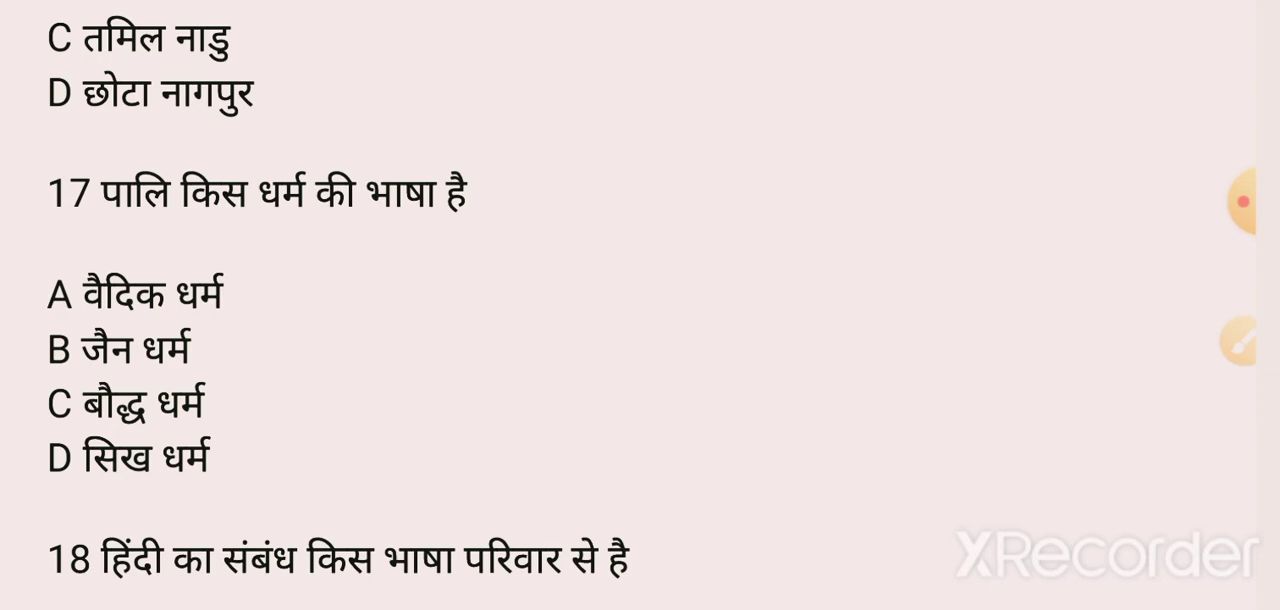 C तमिल नाडु
D छोटा नागपुर
17 पालि किस धर्म की भाषा है
A वैदिक धर्म
B जैन धर्म
C बौद्ध धर्म
D सिख धर्म
18 हिंदी का संबंध किस भाषा परिवार से है
XRecorder